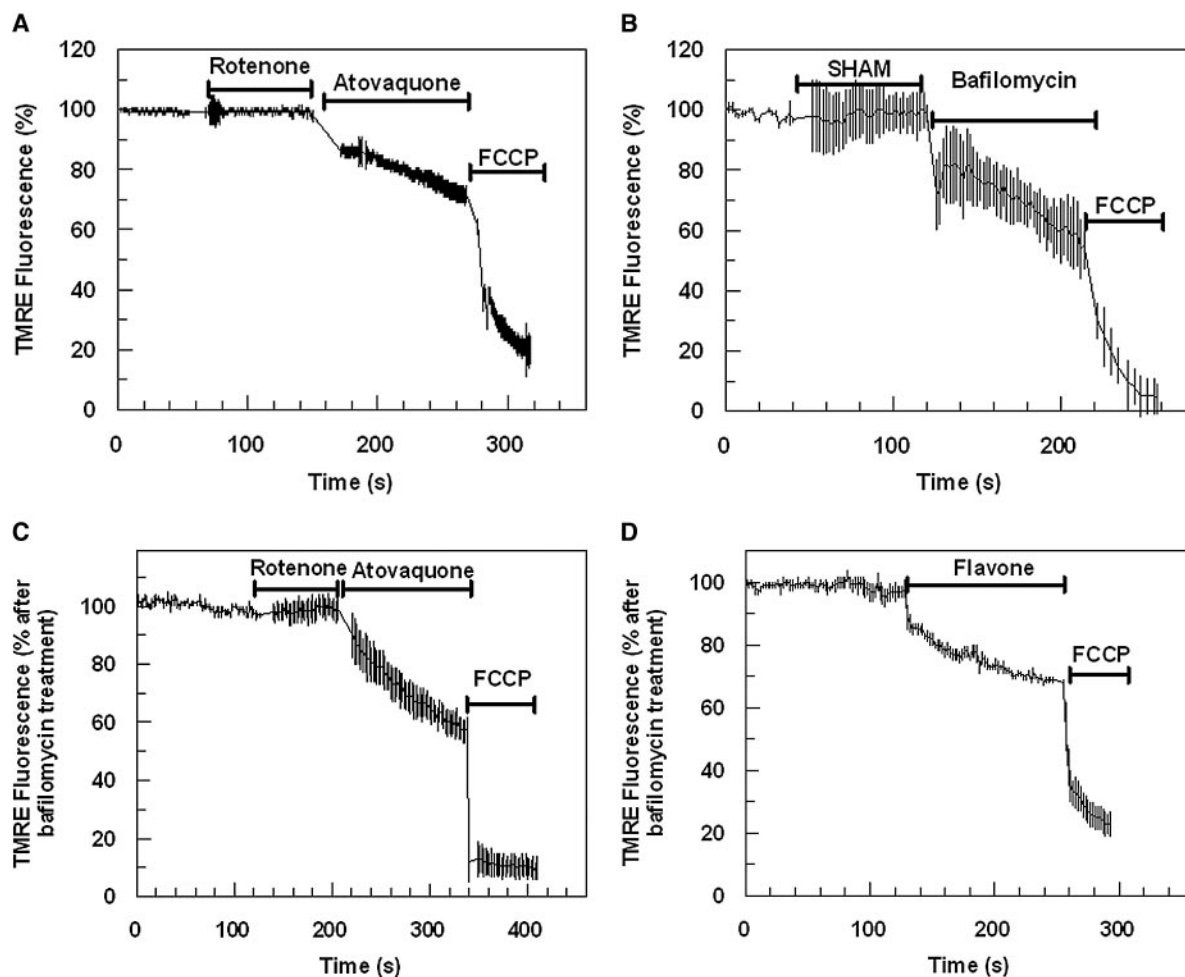 A
TMRE Fluorescence (%)
120
100
80
60
40
20
0
Rotenone
Atovaquone
FCCP
0 100 200 300
Time (s)
B
TMRE Fluorescence (%)
120
100
80
60
40
20
0
SHAM
Bafilomycin
FCCP
0 100 200
Time (s)
C
TMRE Fluorescence (% after
bafilomycin treatment)
100
80
60
40
20
0
Rotenone
Atovaquone
FCCP
0 100 200 300 400
Time (s)
D
TMRE Fluorescence (% after
bafilomycin treatment)
100
80
60
40
20
0
Flavone
FCCP
0 100 200 300
Time (s)